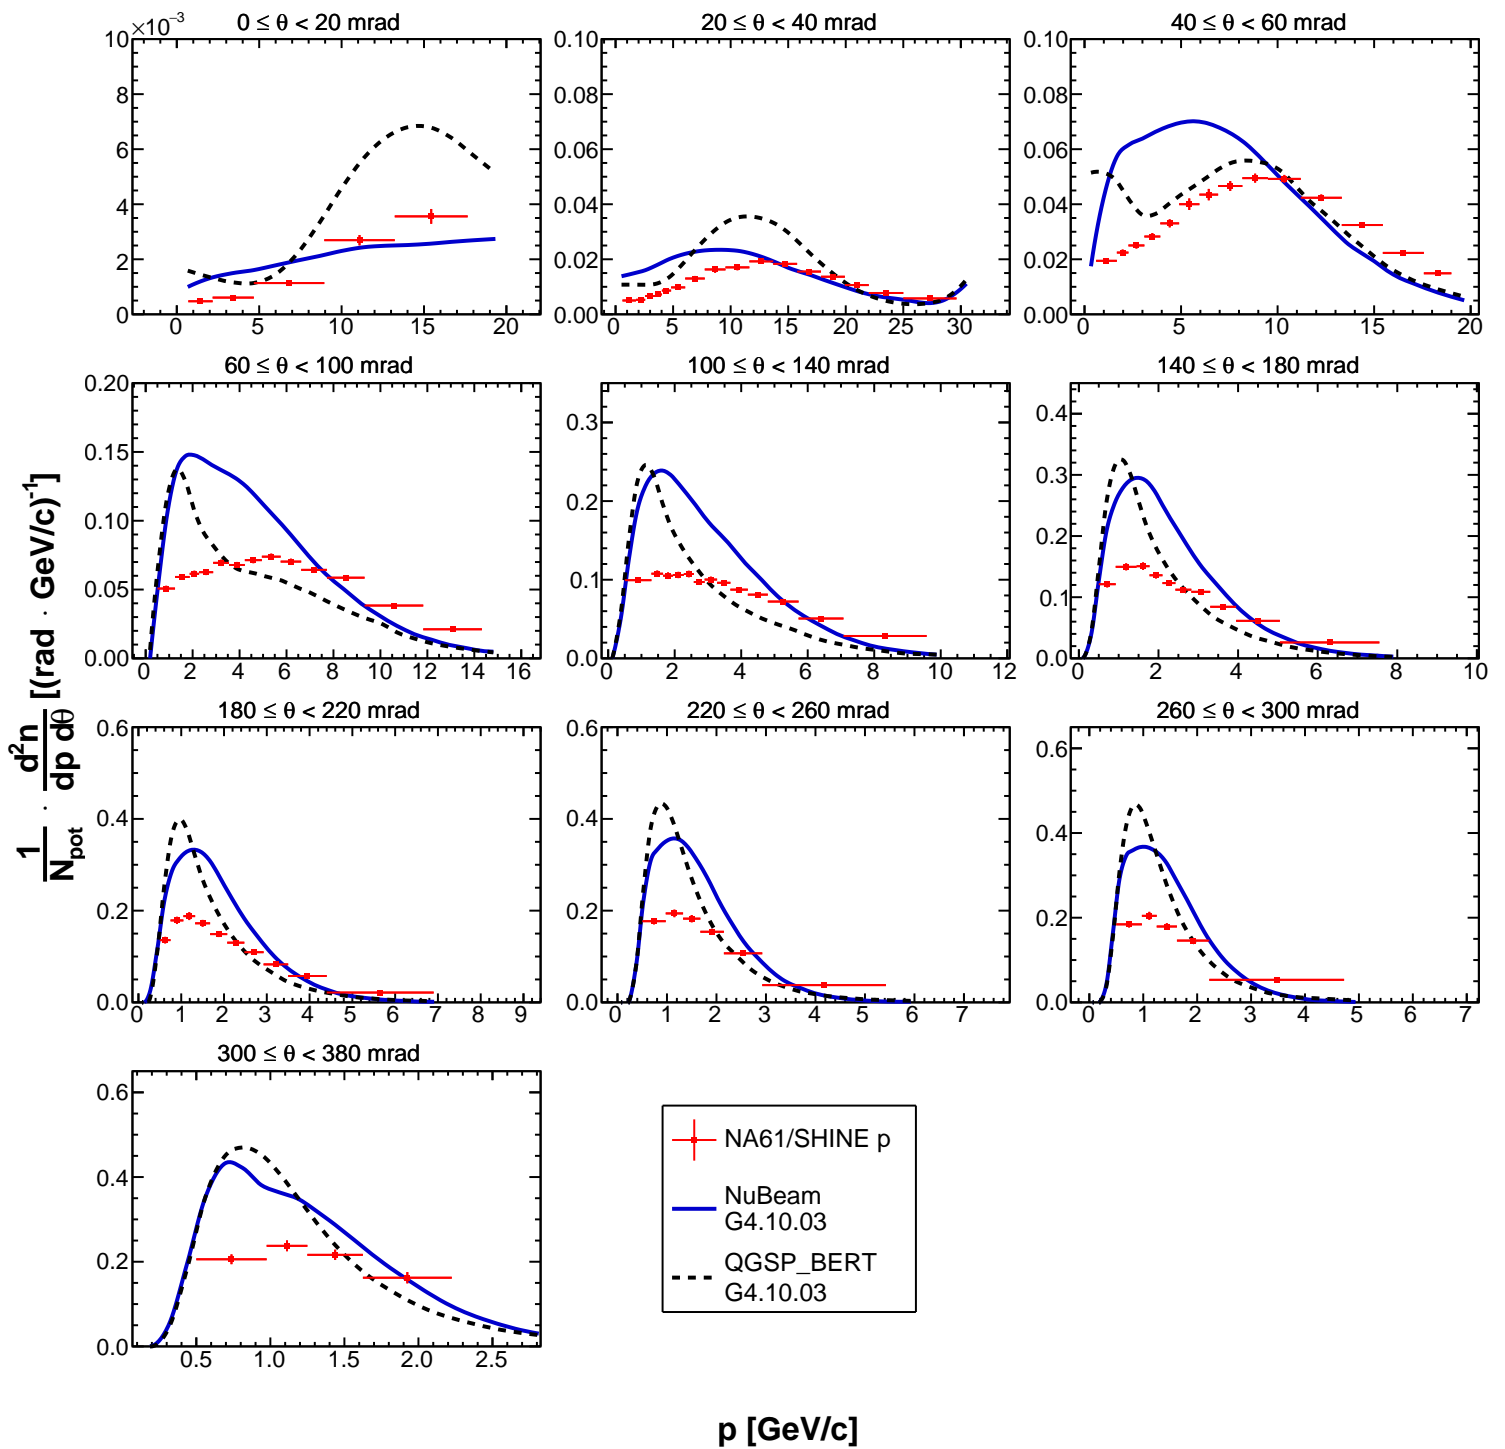 ×10⁻³
0 ≤ θ < 20 mrad
10
8
6
4
2
0
0 5 10 15 20
20 ≤ θ < 40 mrad
0.10
0.08
0.06
0.04
0.02
0.00
0 5 10 15 20 25 30
40 ≤ θ < 60 mrad
0.10
0.08
0.06
0.04
0.02
0.00
0 5 10 15 20
60 ≤ θ < 100 mrad
0.20
0.15
0.10
0.05
0.00
0 2 4 6 8 10 12 14 16
100 ≤ θ < 140 mrad
0.3
0.2
0.1
0.0
0 2 4 6 8 10 12
140 ≤ θ < 180 mrad
0.4
0.3
0.2
0.1
0.0
0 2 4 6 8 10
180 ≤ θ < 220 mrad
0.6
0.4
0.2
0.0
0 1 2 3 4 5 6 7 8 9
220 ≤ θ < 260 mrad
0.6
0.4
0.2
0.0
0 1 2 3 4 5 6 7
260 ≤ θ < 300 mrad
0.6
0.4
0.2
0.0
0 1 2 3 4 5 6 7
300 ≤ θ < 380 mrad
0.6
0.4
0.2
0.0
0.5 1.0 1.5 2.0 2.5
NA61/SHINE p
NuBeam
G4.10.03
QGSP_BERT
G4.10.03
1/N_pot · d²n/dp dθ [(rad · GeV/c)⁻¹]
p [GeV/c]